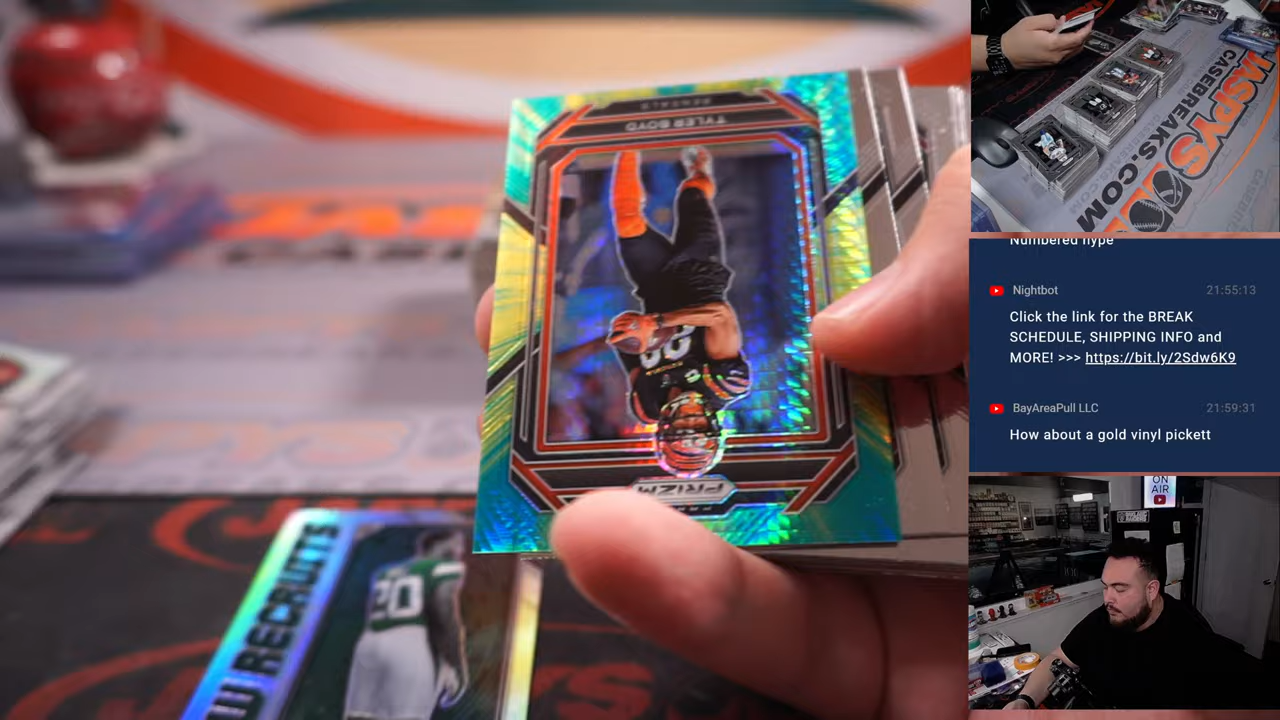 BENGALS
TYLER BOYD
PRIZM
RECRUITS
20
JASPYS
CASEBREAKS.COM
Numbered hype
Nightbot
21:55:13
Click the link for the BREAK
SCHEDULE, SHIPPING INFO and
MORE! >>> https://bit.ly/2Sdw6K9
BayAreaPull LLC
21:59:31
How about a gold vinyl pickett
ON
AIR